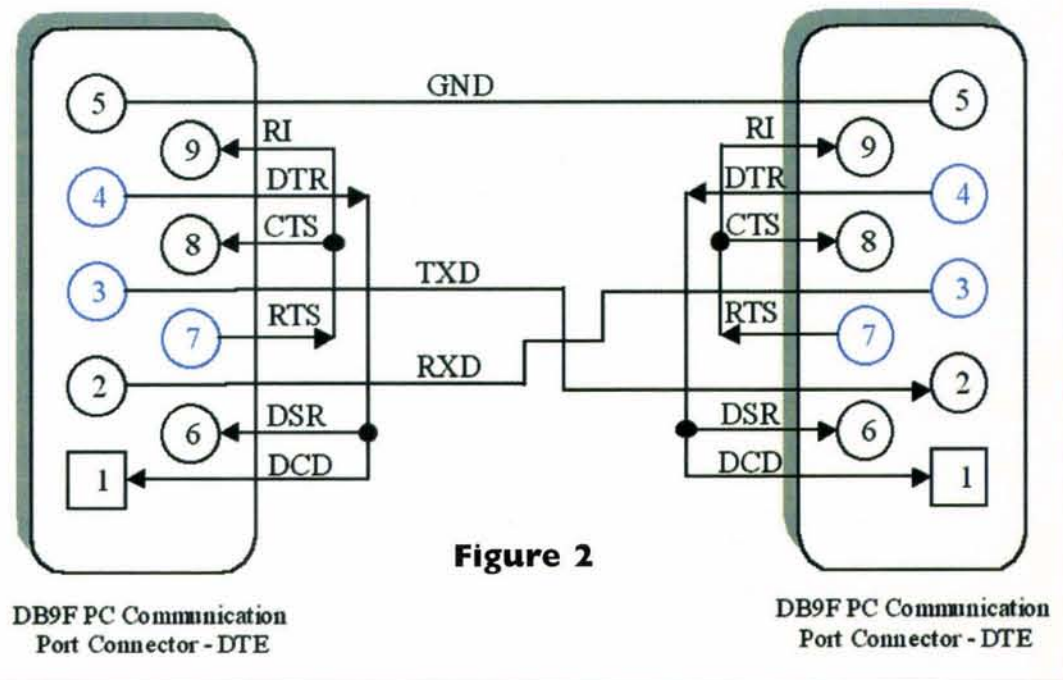 GND
5
5
RI
RI
9
9
DTR
DTR
4
4
CTS
CTS
8
8
TXD
3
3
RTS
RTS
7
7
RXD
2
2
DSR
DSR
6
6
DCD
DCD
1
1
Figure 2
DB9F PC Communication
Port Connector - DTE
DB9F PC Communication
Port Connector - DTE